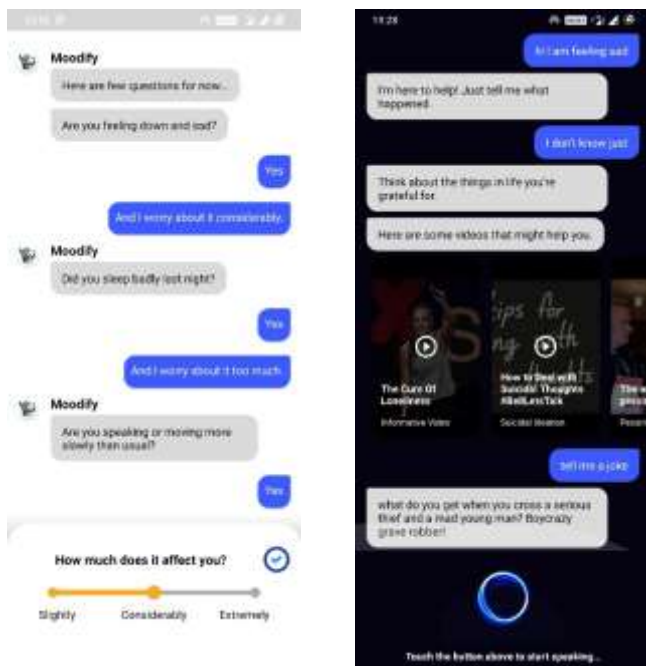 Moodify
Here are few questions for now..
Are you feeling down and sad?
Yes
And I worry about it considerably.
Moodify
Did you sleep badly last night?
Yes
And I worry about it too much.
Moodify
Are you speaking or moving more
slowly than usual?
Yes
How much does it affect you?
Slightly
Considerably
Extremely
19:28
hi I am feeling sad
I'm here to help! Just tell me what
happened.
I don't know just
Think about the things in life you're
grateful for.
Here are some videos that might help you.
The Cure Of
Loneliness
Informative Video
tips for
How to Deal with
Suicidal Thoughts
#RedLessTick
Suicidal Ideation
The
tell me a joke
what do you get when you cross a serious
thief and a mad young man? Boycrazy
grave robber!
Touch the button above to start speaking...